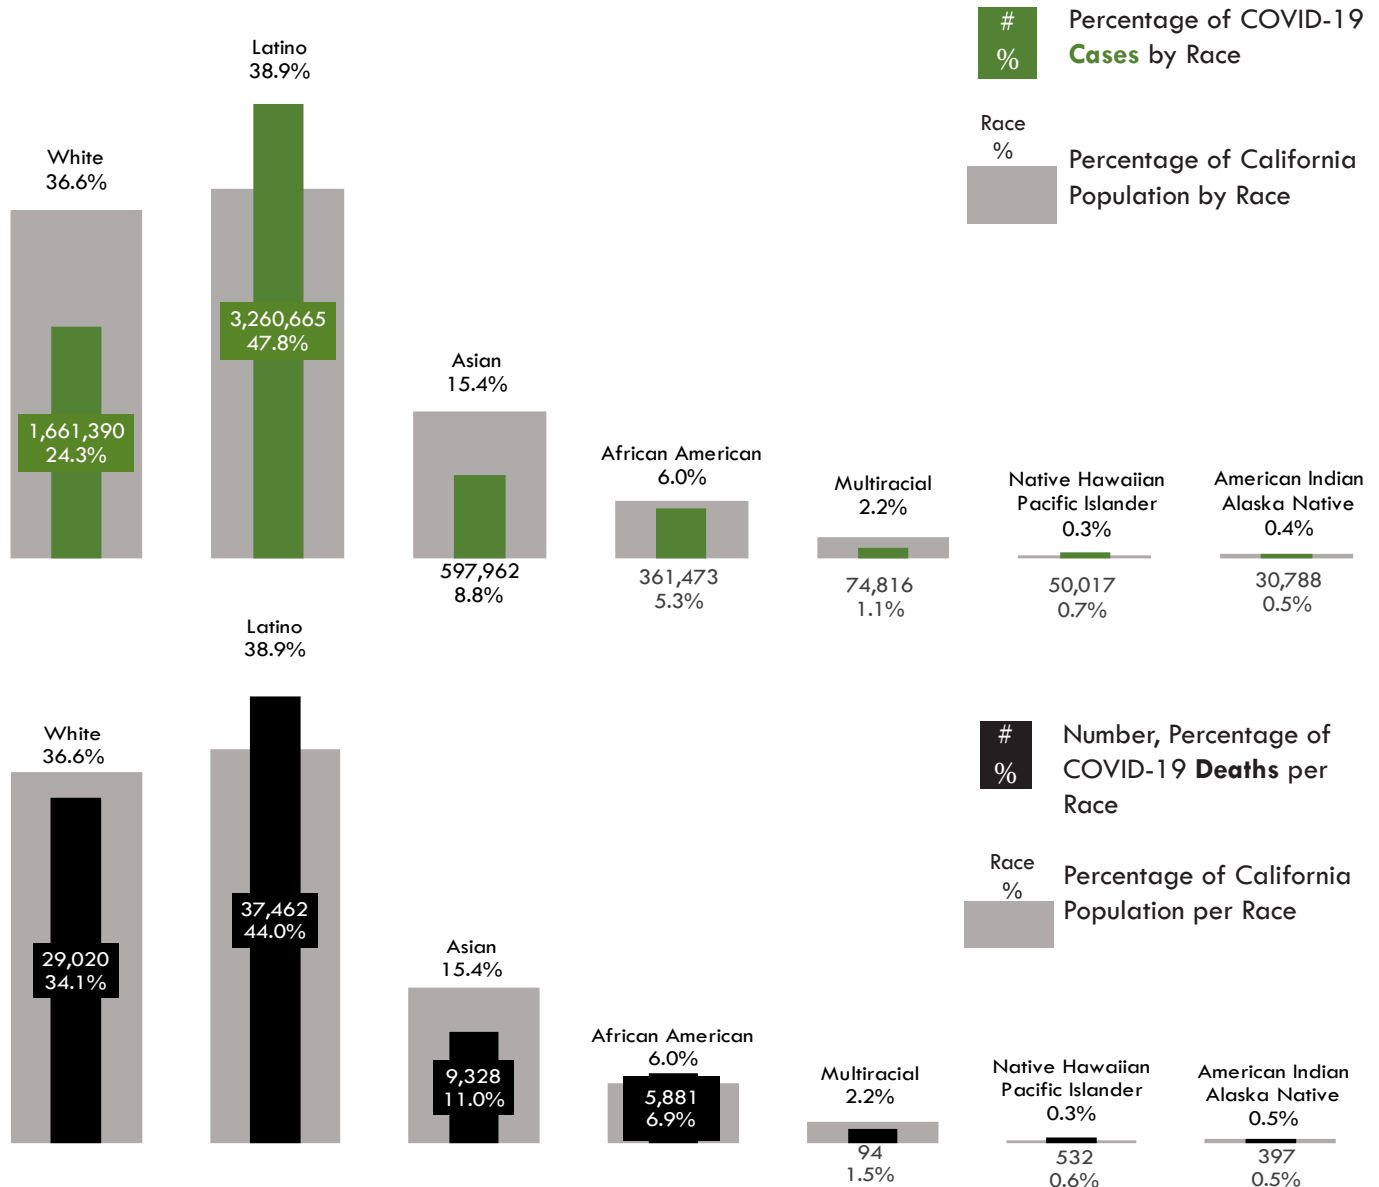 #
%
Percentage of COVID-19
Cases by Race
Race
%
Percentage of California
Population by Race
White
36.6%
1,661,390
24.3%
Latino
38.9%
3,260,665
47.8%
Asian
15.4%
597,962
8.8%
African American
6.0%
361,473
5.3%
Multiracial
2.2%
74,816
1.1%
Native Hawaiian
Pacific Islander
0.3%
50,017
0.7%
American Indian
Alaska Native
0.4%
30,788
0.5%
#
%
Number, Percentage of
COVID-19 Deaths per
Race
Race
%
Percentage of California
Population per Race
White
36.6%
29,020
34.1%
Latino
38.9%
37,462
44.0%
Asian
15.4%
9,328
11.0%
African American
6.0%
5,881
6.9%
Multiracial
2.2%
94
1.5%
Native Hawaiian
Pacific Islander
0.3%
532
0.6%
American Indian
Alaska Native
0.5%
397
0.5%